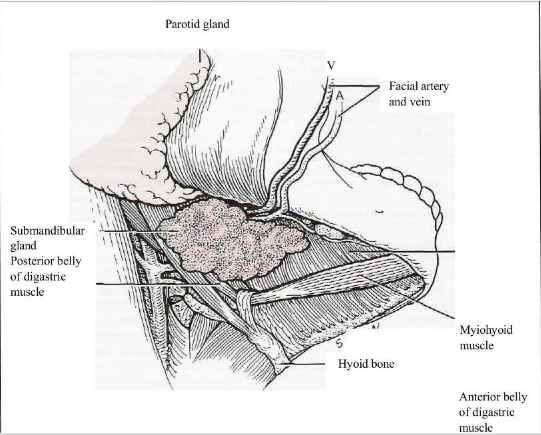 Parotid gland
V
A
Facial artery
and vein
Submandibular
gland
Posterior belly
of digastric
muscle
Myiohyoid
muscle
S
Hyoid bone
Anterior belly
of digastric
muscle